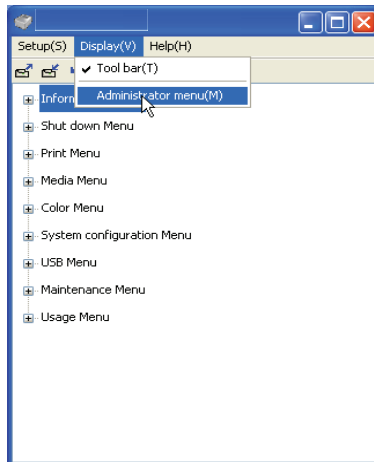 Setup(S) Display(V) Help(H)
Tool bar(T)
Administrator menu(M)
Inform
Shut down Menu
Print Menu
Media Menu
Color Menu
System configuration Menu
USB Menu
Maintenance Menu
Usage Menu